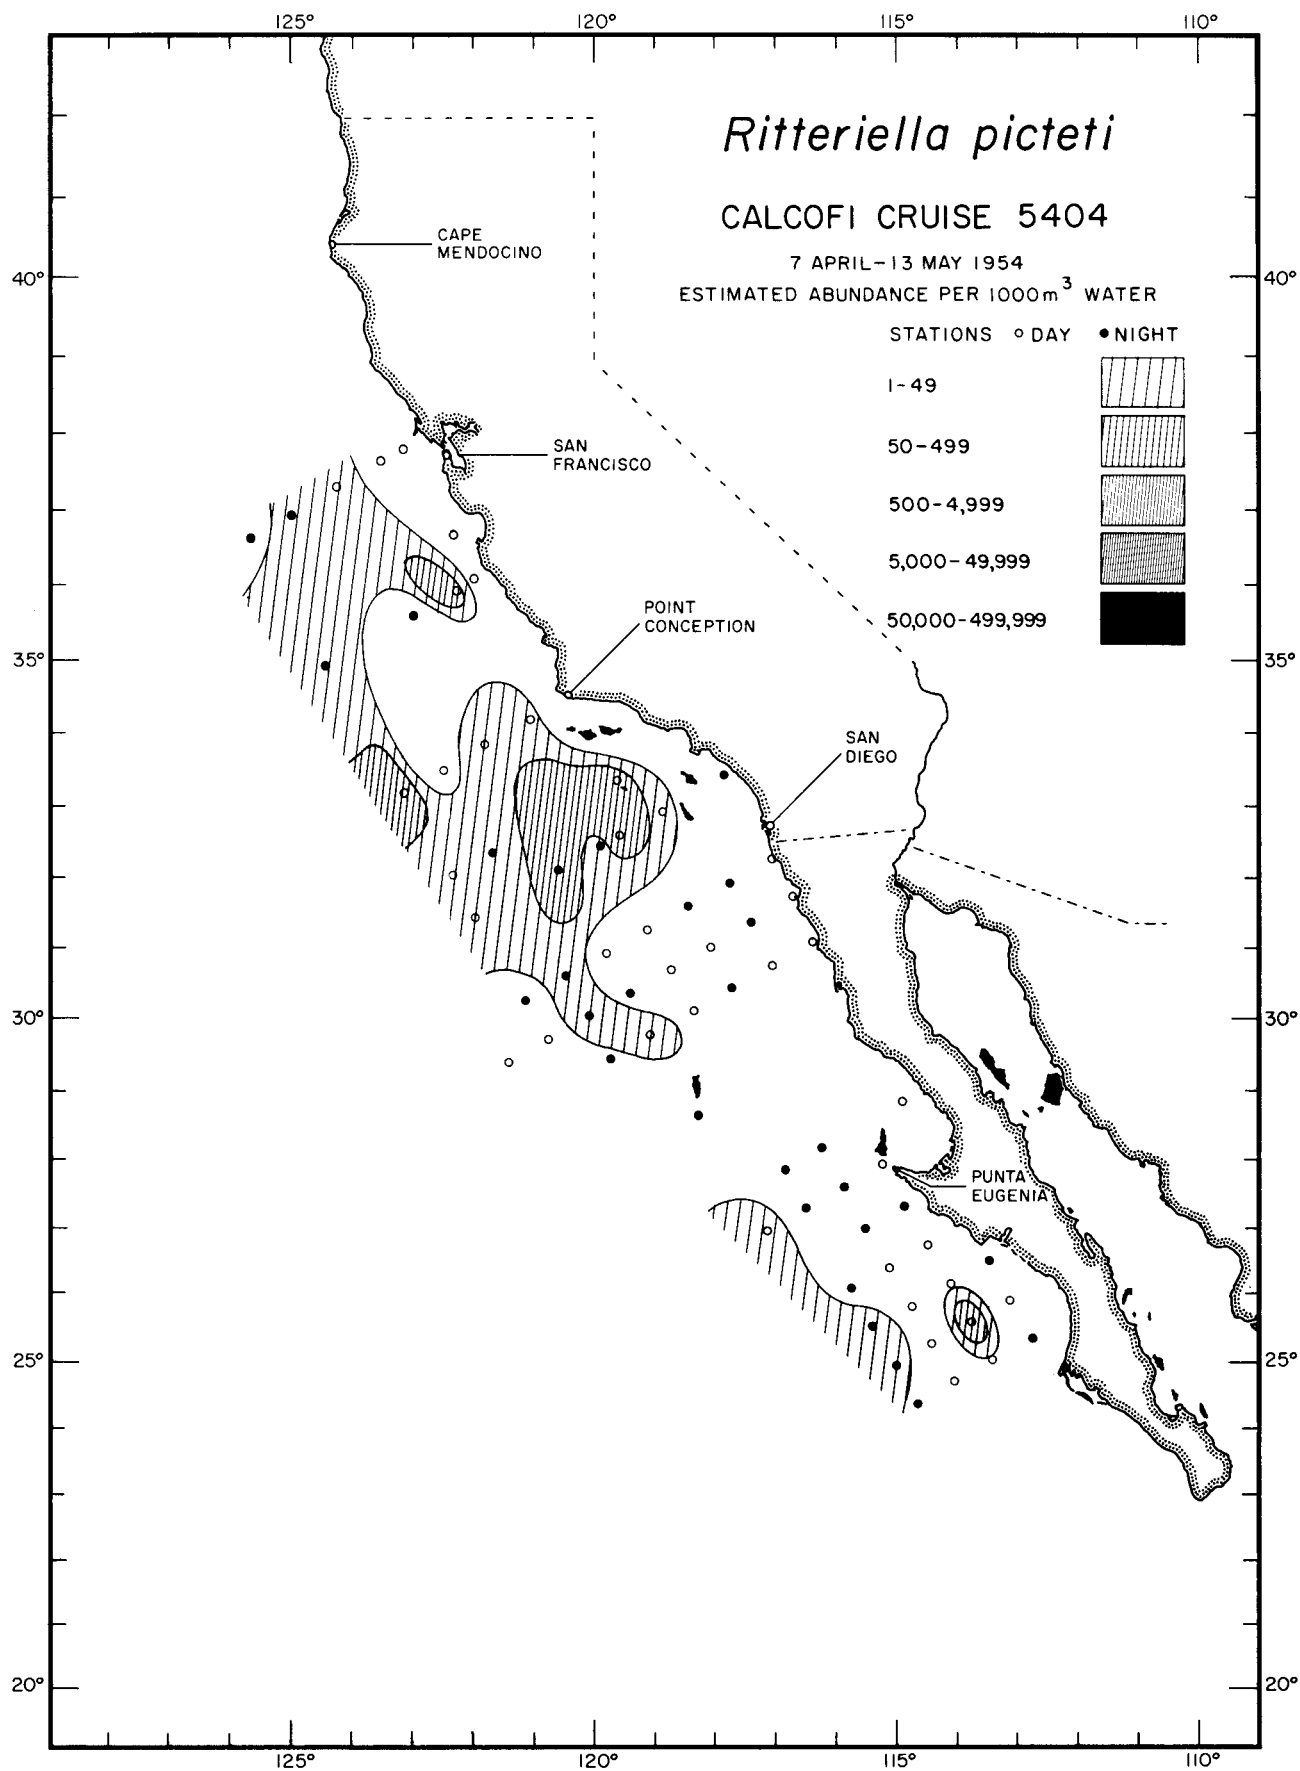 125° 120° 115° 110°
Ritteriella picteti
CALCOFI CRUISE 5404
7 APRIL-13 MAY 1954
ESTIMATED ABUNDANCE PER 1000m³ WATER
STATIONS ○ DAY ● NIGHT
1-49
50-499
500-4,999
5,000-49,999
50,000-499,999
CAPE
MENDOCINO
40° 40°
SAN
FRANCISCO
POINT
CONCEPTION
35° 35°
SAN
DIEGO
30° 30°
PUNTA
EUGENIA
25° 25°
20° 20°
125° 120° 115° 110°